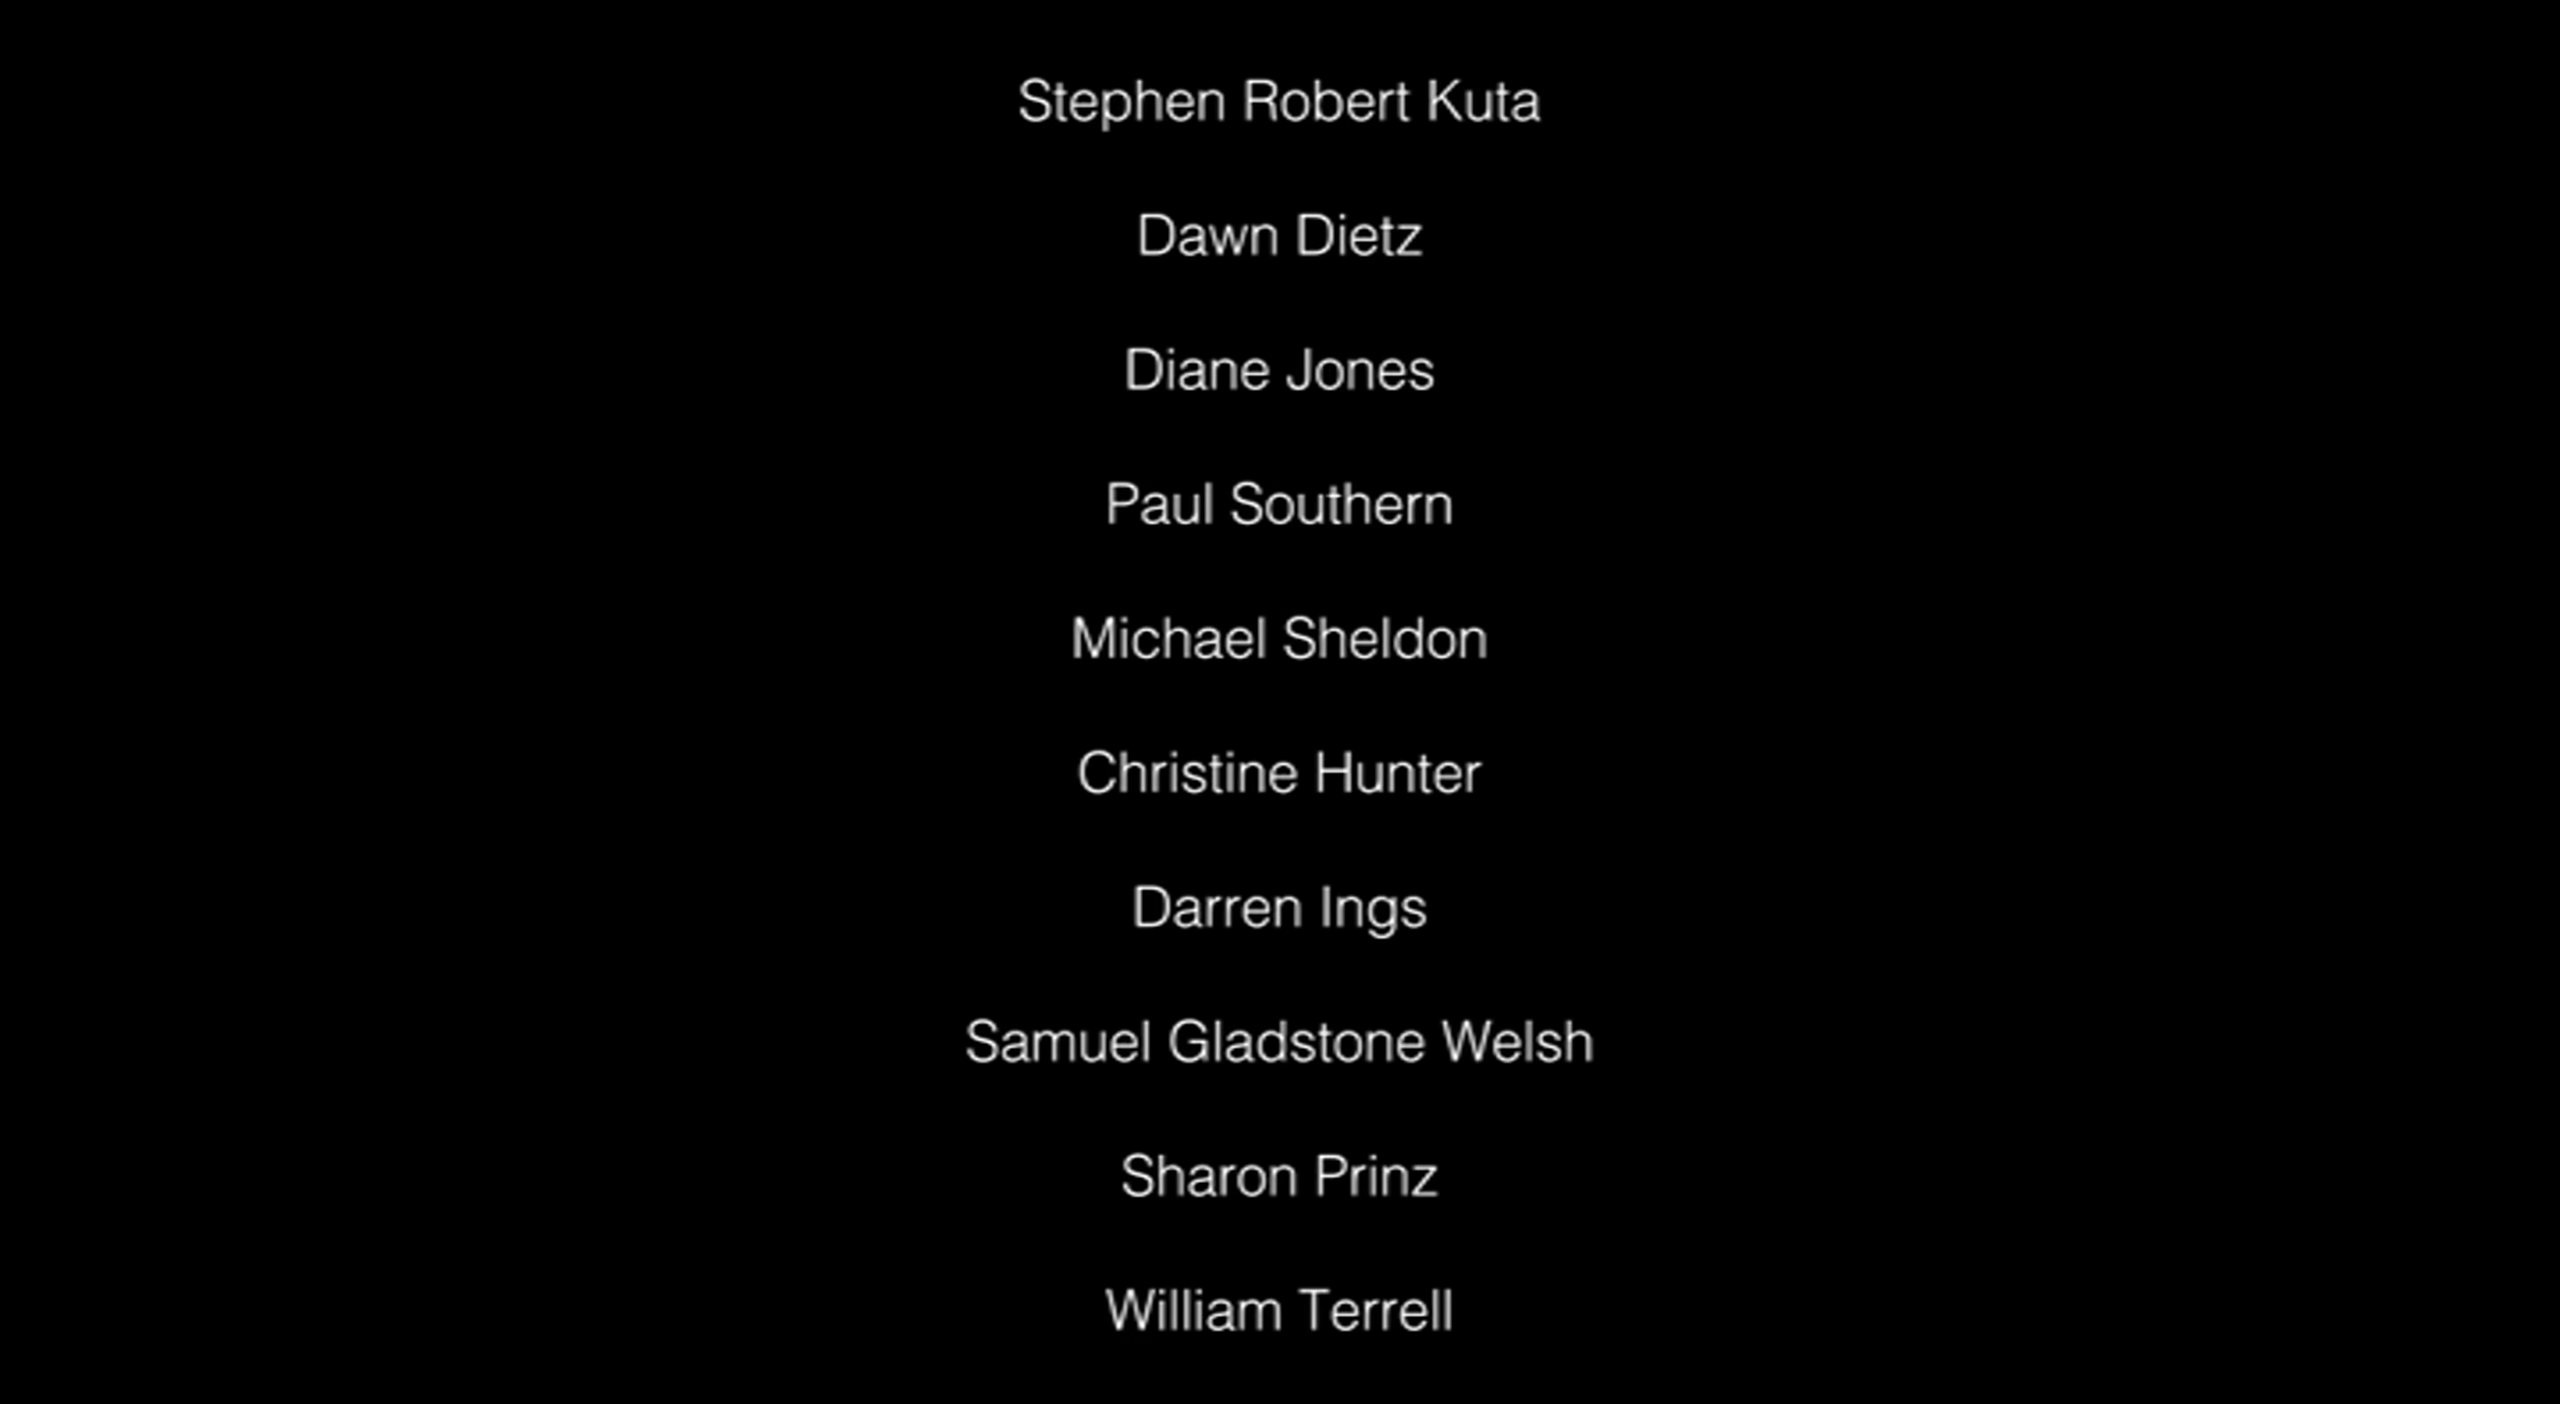 Stephen Robert Kuta
Dawn Dietz
Diane Jones
Paul Southern
Michael Sheldon
Christine Hunter
Darren Ings
Samuel Gladstone Welsh
Sharon Prinz
William Terrell